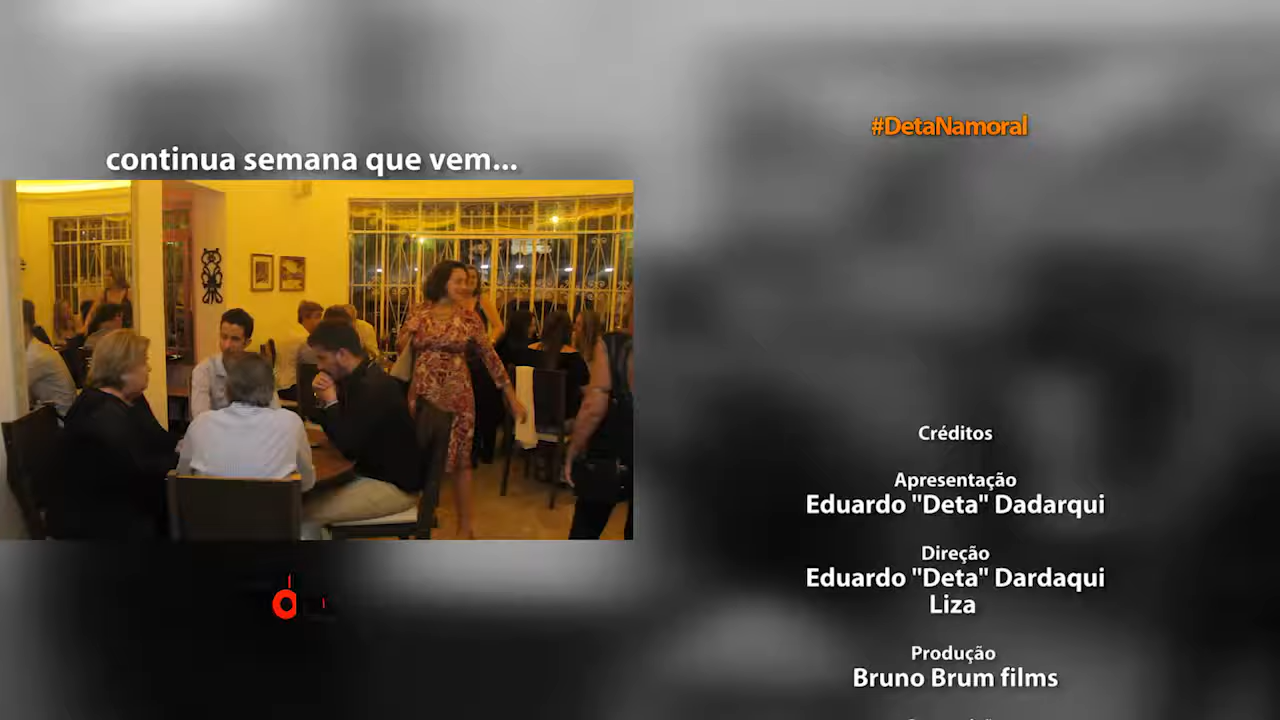 continua semana que vem...
#DetaNamoral
Créditos
Apresentação
Eduardo "Deta" Dadarqui
Direção
Eduardo "Deta" Dardaqui
Liza
Produção
Bruno Brum films